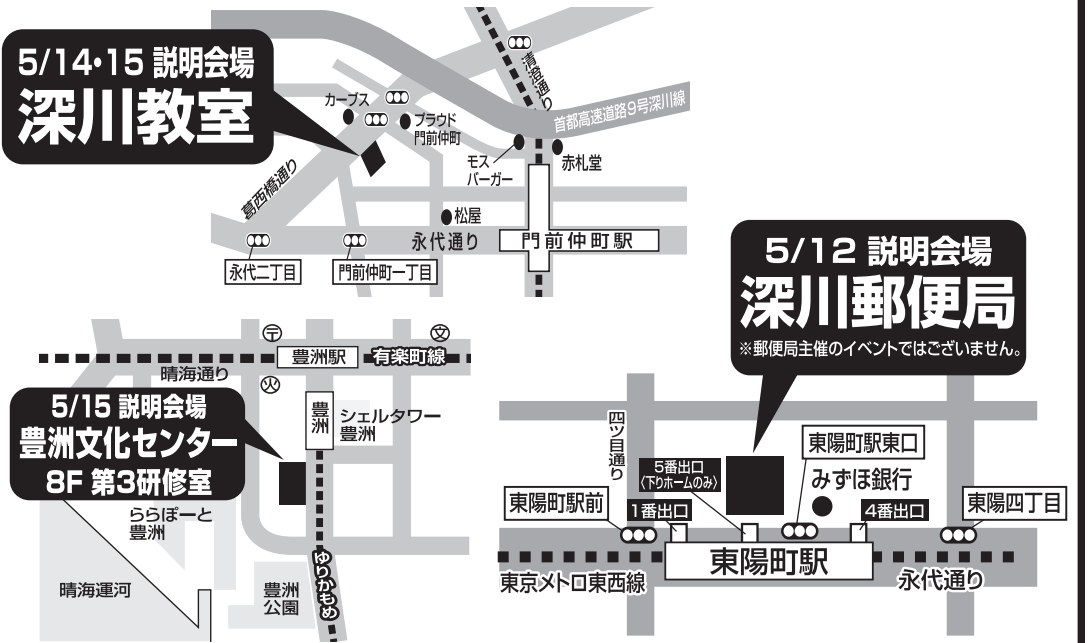 5/14・15 説明会場
深川教室
清澄通り
首都高速道路9号深川線
カーブス
プラウド
門前仲町
モス
バーガー
赤札堂
葛西橋通り
松屋
永代通り
門前仲町駅
永代二丁目
門前仲町一丁目
5/12 説明会場
深川郵便局
※郵便局主催のイベントではございません。
〒
文
豊洲駅
有楽町線
晴海通り
火
5/15 説明会場
豊洲文化センター
8F 第3研修室
豊洲
シェルタワー
豊洲
ららぽーと
豊洲
晴海運河
豊洲
公園
ゆりかもめ
四ツ目通り
東陽町駅東口
5番出口
〈下りホームのみ〉
みずほ銀行
東陽町駅前
1番出口
4番出口
東陽四丁目
東陽町駅
東京メトロ東西線
永代通り